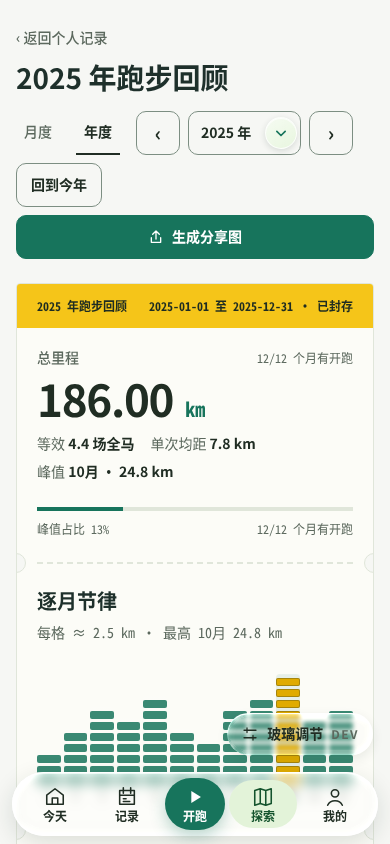 ‹ 返回个人记录
2025 年跑步回顾
月度 年度 ‹ 2025 年 ›
回到今年
生成分享图
2025 年跑步回顾 2025-01-01 至 2025-12-31 · 已封存
总里程 12/12 个月有开跑
186.00 km
等效 4.4 场全马 单次均距 7.8 km
峰值 10月 · 24.8 km
峰值占比 13% 12/12 个月有开跑
逐月节律
每格 ≈ 2.5 km · 最高 10月 24.8 km
玻璃调节 DEV
今天 记录 开跑 探索 我的